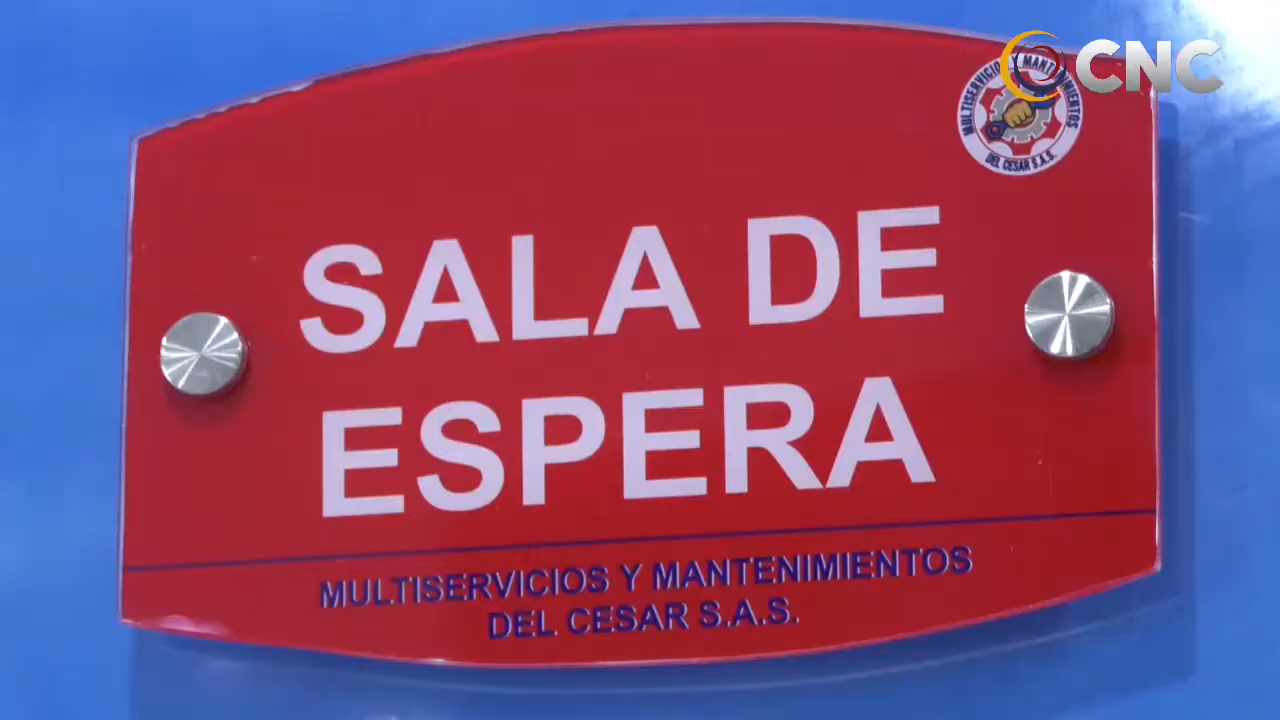 CNC
MULTISERVICIOS Y MANTENIMIENTOS
DEL CESAR S.A.S.
SALA DE
ESPERA
MULTISERVICIOS Y MANTENIMIENTOS
DEL CESAR S.A.S.